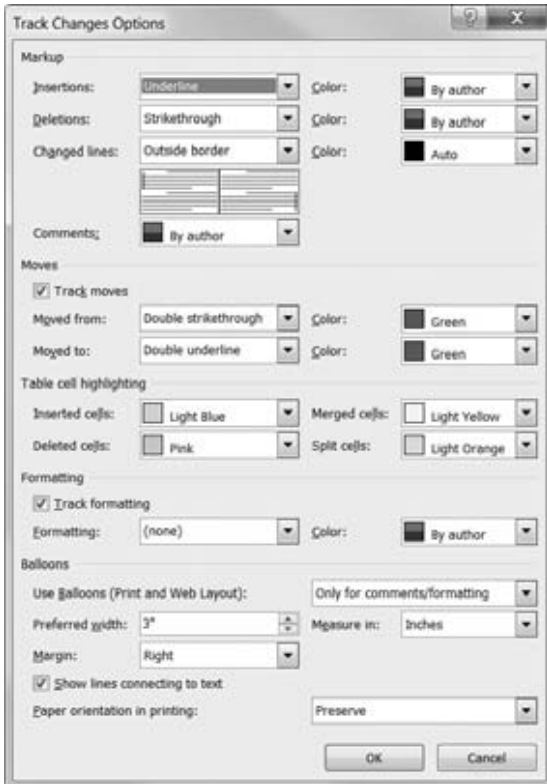 Track Changes Options
Markup
Insertions: Underline Color: By author
Deletions: Strikethrough Color: By author
Changed lines: Outside border Color: Auto
Comments: By author
Moves
Track moves
Moved from: Double strikethrough Color: Green
Moved to: Double underline Color: Green
Table cell highlighting
Inserted cells: Light Blue Merged cells: Light Yellow
Deleted cells: Pink Split cells: Light Orange
Formatting
Track formatting
Formatting: (none) Color: By author
Balloons
Use Balloons (Print and Web Layout): Only for comments/formatting
Preferred width: 3" Measure in: Inches
Margin: Right
Show lines connecting to text
Paper orientation in printing: Preserve
OK Cancel